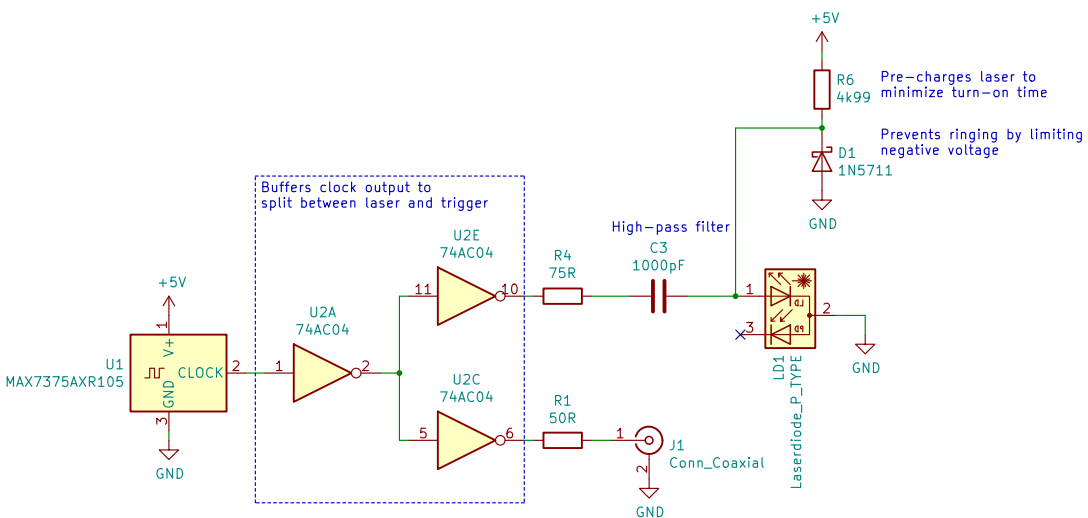 +5V
R6
4k99
Pre-charges laser to
minimize turn-on time
Prevents ringing by limiting
negative voltage
D1
1N5711
GND
Buffers clock output to
split between laser and trigger
U2E
74AC04
11
10
R4
75R
High-pass filter
C3
1000pF
1
LD
2
3
PD
GND
LD1
Laserdiode_P_TYPE
+5V
1
U1
MAX7375AXR105
V+
GND
CLOCK
2
3
GND
U2A
74AC04
1
2
U2C
74AC04
5
6
R1
50R
1
J1
Conn_Coaxial
2
GND